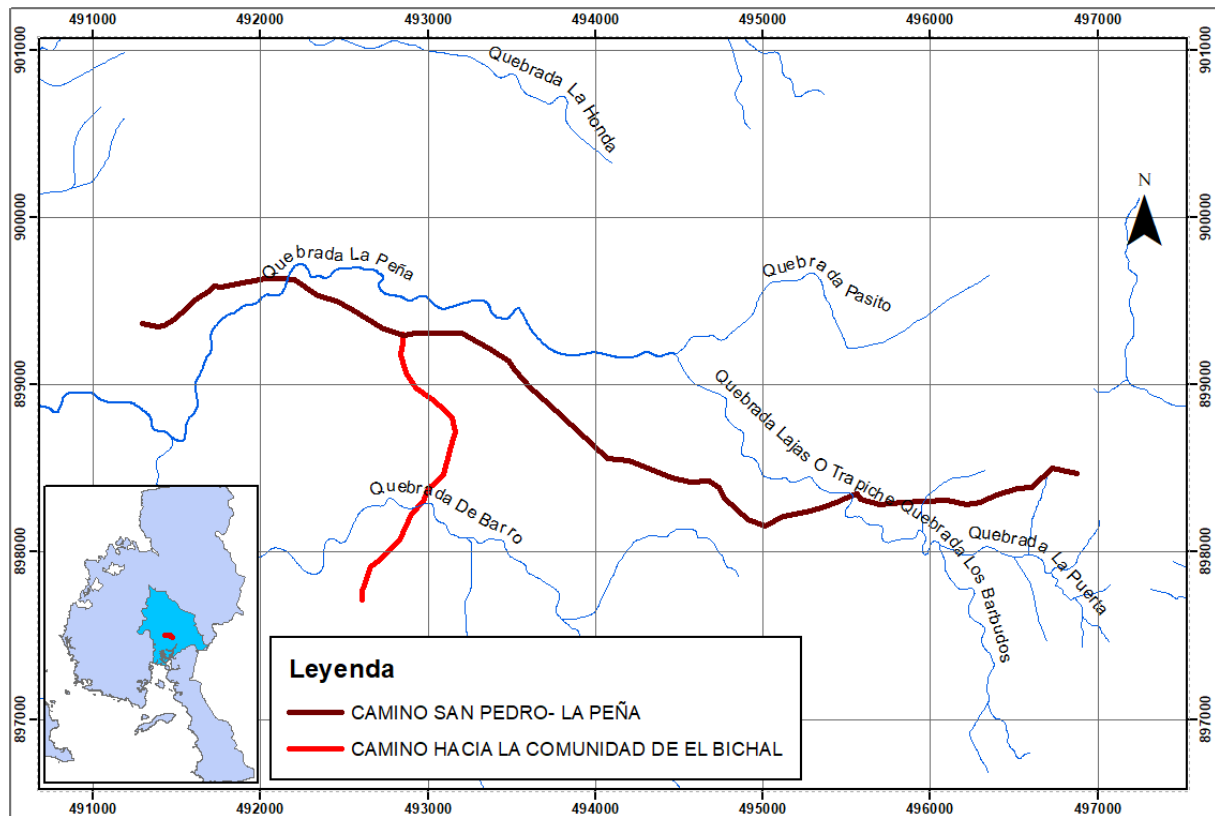 491000 492000 493000 494000 495000 496000 497000
901000 901000
Quebrada La Honda
900000 900000
N
Quebrada La Peña
Quebrada Pasito
899000 899000
Quebrada Lajas O Trapiche
Quebrada De Barro
Quebrada Los Barbudos
Quebrada La Puerta
898000 898000
Leyenda
CAMINO SAN PEDRO- LA PEÑA
CAMINO HACIA LA COMUNIDAD DE EL BICHAL
897000 897000
491000 492000 493000 494000 495000 496000 497000